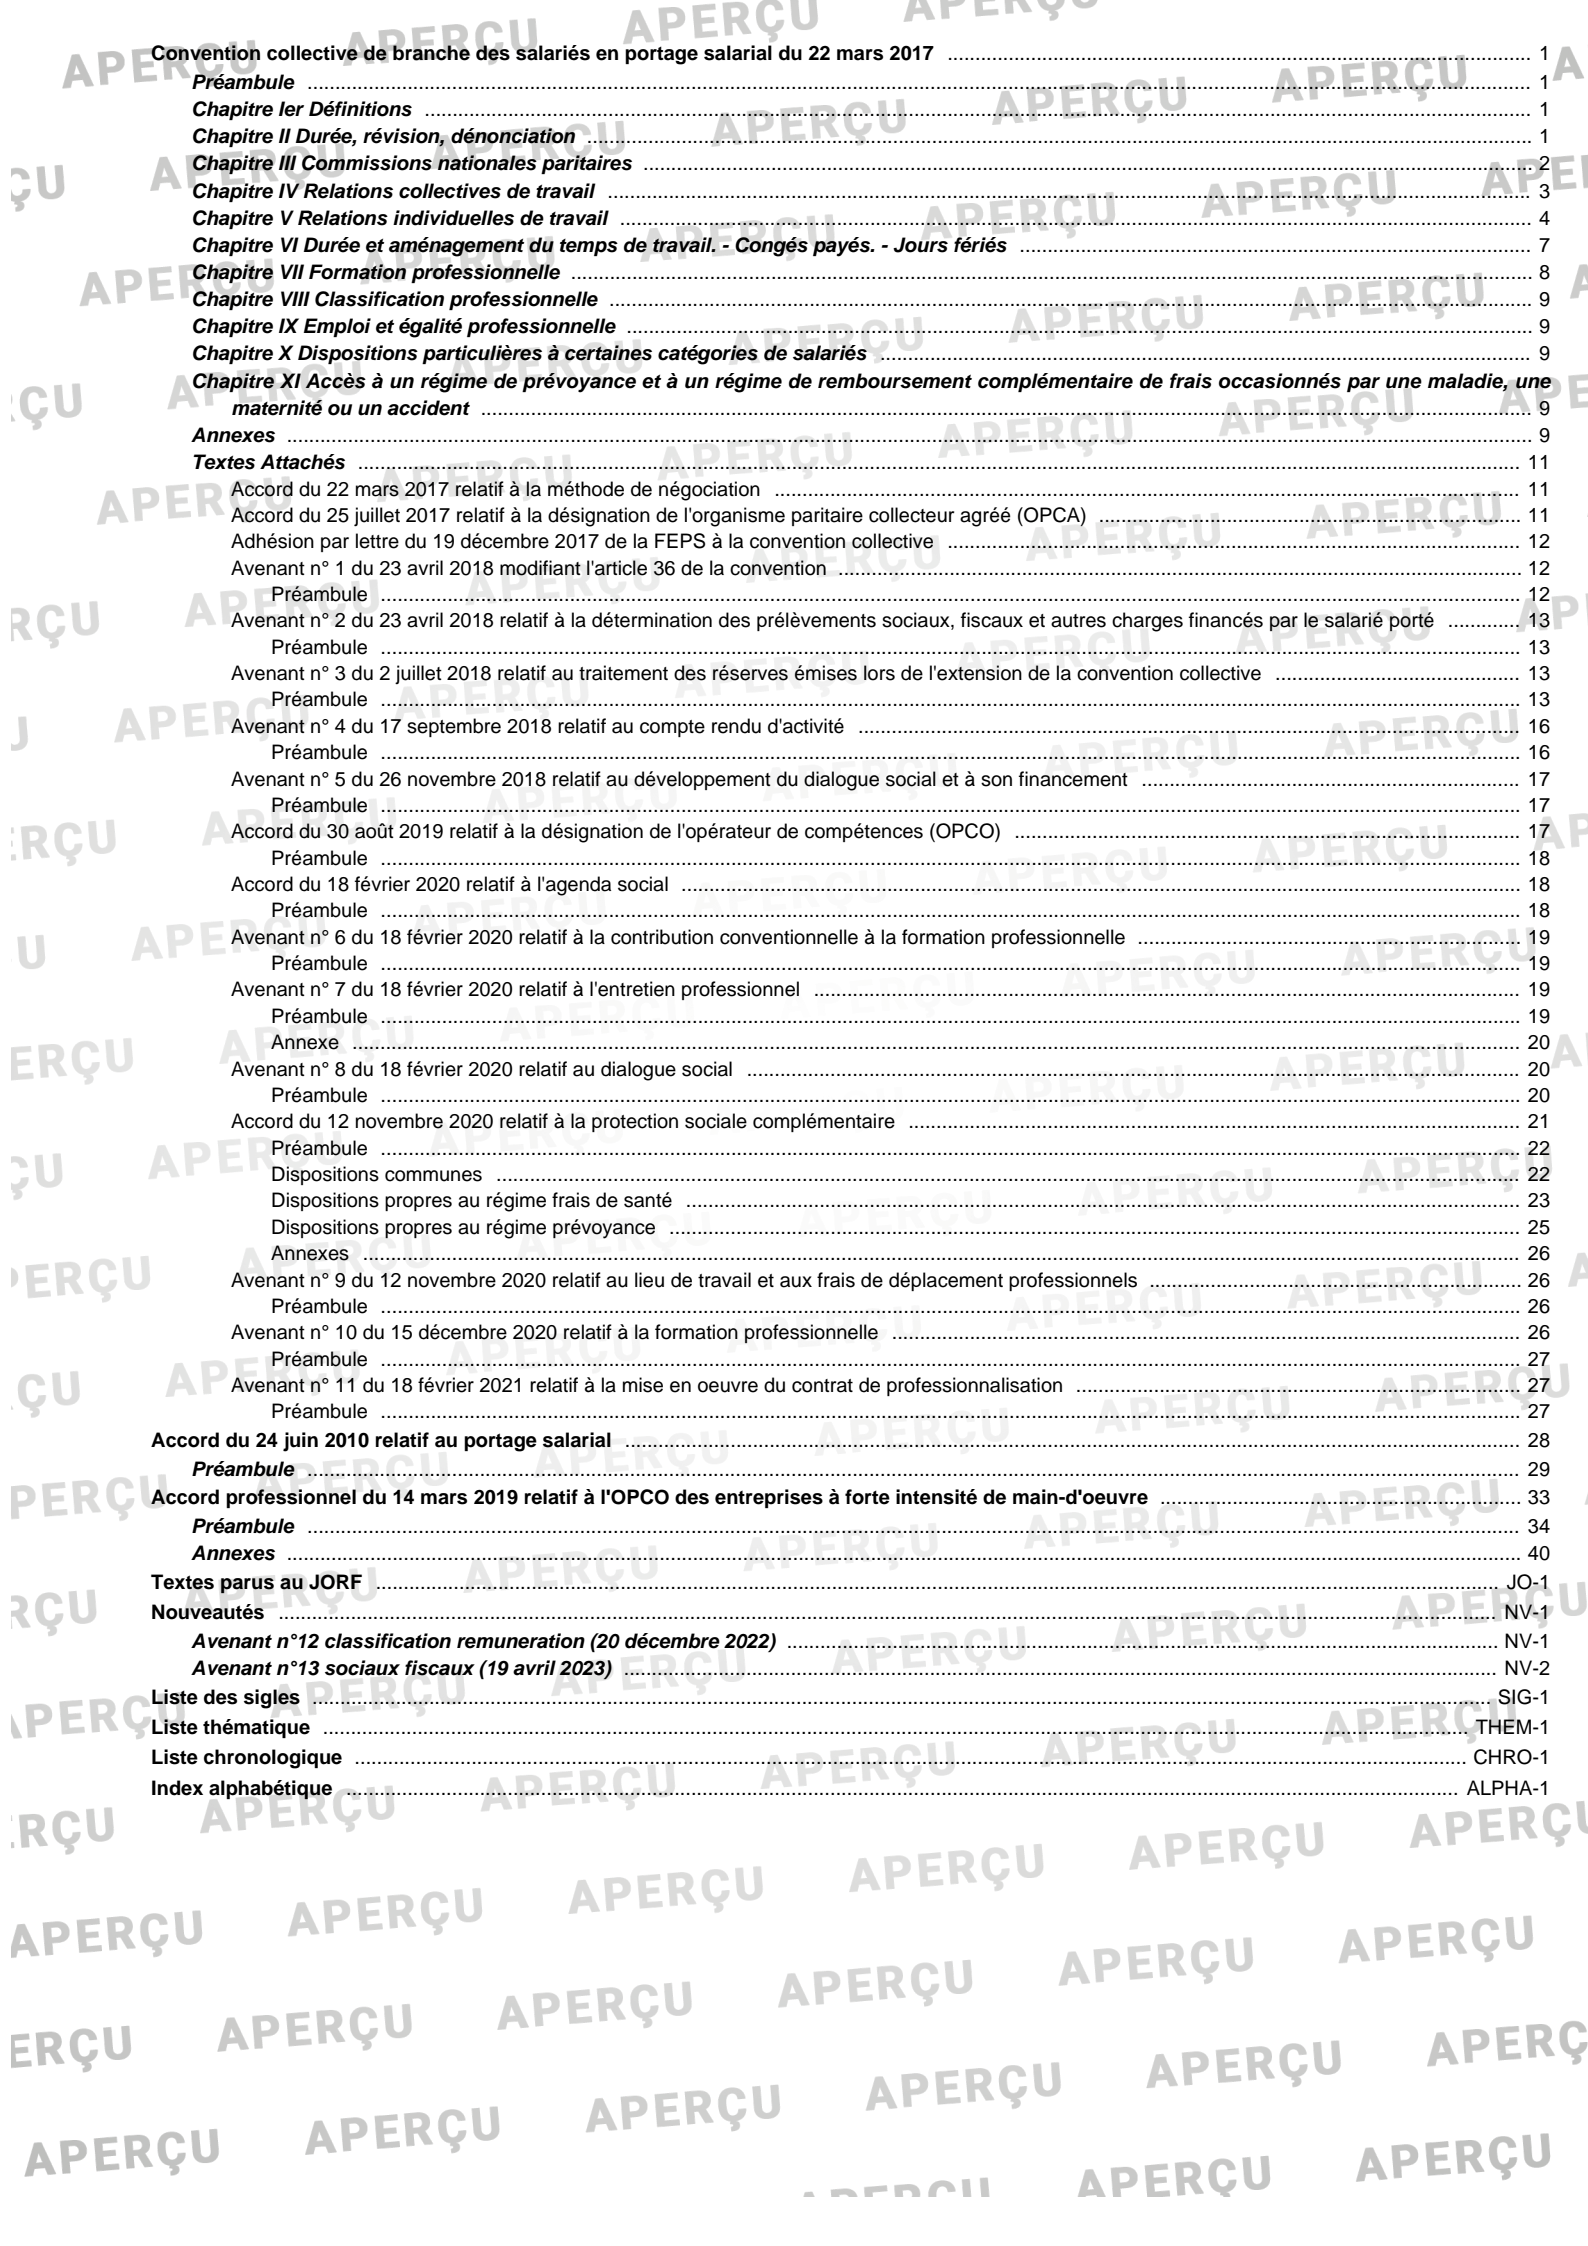 Convention collective de branche des salariés en portage salarial du 22 mars 2017 1
Préambule 1
Chapitre Ier Définitions 1
Chapitre II Durée, révision, dénonciation 1
Chapitre III Commissions nationales paritaires 2
Chapitre IV Relations collectives de travail 3
Chapitre V Relations individuelles de travail 4
Chapitre VI Durée et aménagement du temps de travail. - Congés payés. - Jours fériés 7
Chapitre VII Formation professionnelle 8
Chapitre VIII Classification professionnelle 9
Chapitre IX Emploi et égalité professionnelle 9
Chapitre X Dispositions particulières à certaines catégories de salariés 9
Chapitre XI Accès à un régime de prévoyance et à un régime de remboursement complémentaire de frais occasionnés par une maladie, une
maternité ou un accident 9
Annexes 9
Textes Attachés 11
Accord du 22 mars 2017 relatif à la méthode de négociation 11
Accord du 25 juillet 2017 relatif à la désignation de l'organisme paritaire collecteur agréé (OPCA) 11
Adhésion par lettre du 19 décembre 2017 de la FEPS à la convention collective 12
Avenant n° 1 du 23 avril 2018 modifiant l'article 36 de la convention 12
Préambule 12
Avenant n° 2 du 23 avril 2018 relatif à la détermination des prélèvements sociaux, fiscaux et autres charges financés par le salarié porté 13
Préambule 13
Avenant n° 3 du 2 juillet 2018 relatif au traitement des réserves émises lors de l'extension de la convention collective 13
Préambule 13
Avenant n° 4 du 17 septembre 2018 relatif au compte rendu d'activité 16
Préambule 16
Avenant n° 5 du 26 novembre 2018 relatif au développement du dialogue social et à son financement 17
Préambule 17
Accord du 30 août 2019 relatif à la désignation de l'opérateur de compétences (OPCO) 17
Préambule 18
Accord du 18 février 2020 relatif à l'agenda social 18
Préambule 18
Avenant n° 6 du 18 février 2020 relatif à la contribution conventionnelle à la formation professionnelle 19
Préambule 19
Avenant n° 7 du 18 février 2020 relatif à l'entretien professionnel 19
Préambule 19
Annexe 20
Avenant n° 8 du 18 février 2020 relatif au dialogue social 20
Préambule 20
Accord du 12 novembre 2020 relatif à la protection sociale complémentaire 21
Préambule 22
Dispositions communes 22
Dispositions propres au régime frais de santé 23
Dispositions propres au régime prévoyance 25
Annexes 26
Avenant n° 9 du 12 novembre 2020 relatif au lieu de travail et aux frais de déplacement professionnels 26
Préambule 26
Avenant n° 10 du 15 décembre 2020 relatif à la formation professionnelle 26
Préambule 27
Avenant n° 11 du 18 février 2021 relatif à la mise en oeuvre du contrat de professionnalisation 27
Préambule 27
Accord du 24 juin 2010 relatif au portage salarial 28
Préambule 29
Accord professionnel du 14 mars 2019 relatif à l'OPCO des entreprises à forte intensité de main-d'oeuvre 33
Préambule 34
Annexes 40
Textes parus au JORF JO-1
Nouveautés NV-1
Avenant n°12 classification remuneration (20 décembre 2022) NV-1
Avenant n°13 sociaux fiscaux (19 avril 2023) NV-2
Liste des sigles SIG-1
Liste thématique THEM-1
Liste chronologique CHRO-1
Index alphabétique ALPHA-1